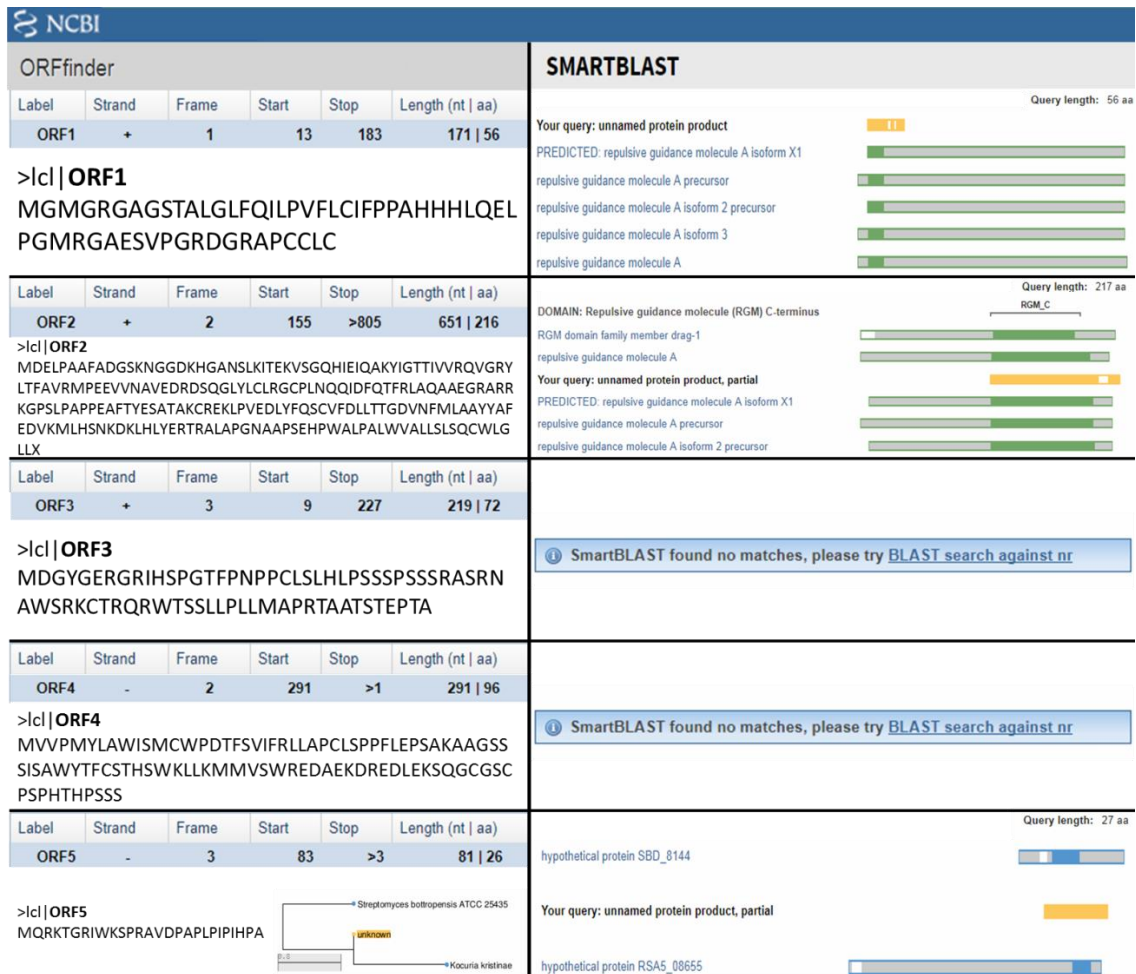 NCBI
ORFfinder
SMARTBLAST
Label Strand Frame Start Stop Length (nt | aa)
ORF1 + 1 13 183 171 | 56
>lcl|ORF1
MGMGRGAGSTALGLFQILPVFLCIFPPAHHHLQEL
PGMRGAESVPGRDGRAPCCLC
Query length: 56 aa
Your query: unnamed protein product
PREDICTED: repulsive guidance molecule A isoform X1
repulsive guidance molecule A precursor
repulsive guidance molecule A isoform 2 precursor
repulsive guidance molecule A isoform 3
repulsive guidance molecule A
Label Strand Frame Start Stop Length (nt | aa)
ORF2 + 2 155 >805 651 | 216
>lcl|ORF2
MDELPAAFADGSKNGGDKHGANSLKITEKVSGQHIEIQAKYIGTTIVVRQVGRY
LTFAVRMPEEVVNAVEDRDSQGLYLCLRGCPLNQQIDFQTFRLAQAAEGRARR
KGPSLPAPPEAFTYESATAKCREKLPVEDLYFQSCVFDLLTTGDVNFMLAAYYAF
EDVKMLHSNKDKLHLYERTRALAPGNAAPSEHPWALPALWVALLSLSQCWLG
LLX
Query length: 217 aa
RGM_C
DOMAIN: Repulsive guidance molecule (RGM) C-terminus
RGM domain family member drag-1
repulsive guidance molecule A
Your query: unnamed protein product, partial
PREDICTED: repulsive guidance molecule A isoform X1
repulsive guidance molecule A precursor
repulsive guidance molecule A isoform 2 precursor
Label Strand Frame Start Stop Length (nt | aa)
ORF3 + 3 9 227 219 | 72
>lcl|ORF3
MDGYGERGRIHSPGTFPNPPCLSLHLPSSSPSSSRASRN
AWSRKCTRQRWTSSLLPLLMAPRTAATSTEPTA
SmartBLAST found no matches, please try BLAST search against nr
Label Strand Frame Start Stop Length (nt | aa)
ORF4 - 2 291 >1 291 | 96
>lcl|ORF4
MVVPMYLAWISMCWPDTFSVIFRLLAPCLSPPFLEPSAKAAGSS
SISAWYTFCSTHSWKLLKMMVSWREDAEKDREDLEKSQGCGSC
PSPHTHPSSS
SmartBLAST found no matches, please try BLAST search against nr
Label Strand Frame Start Stop Length (nt | aa)
ORF5 - 3 83 >3 81 | 26
>lcl|ORF5
MQRKTGRIWKSPRAVDPAPLPIPIHPA
Streptomyces bottropensis ATCC 25435
unknown
Kocuria kristinae
Query length: 27 aa
hypothetical protein SBD_8144
Your query: unnamed protein product, partial
hypothetical protein RSA5_08655